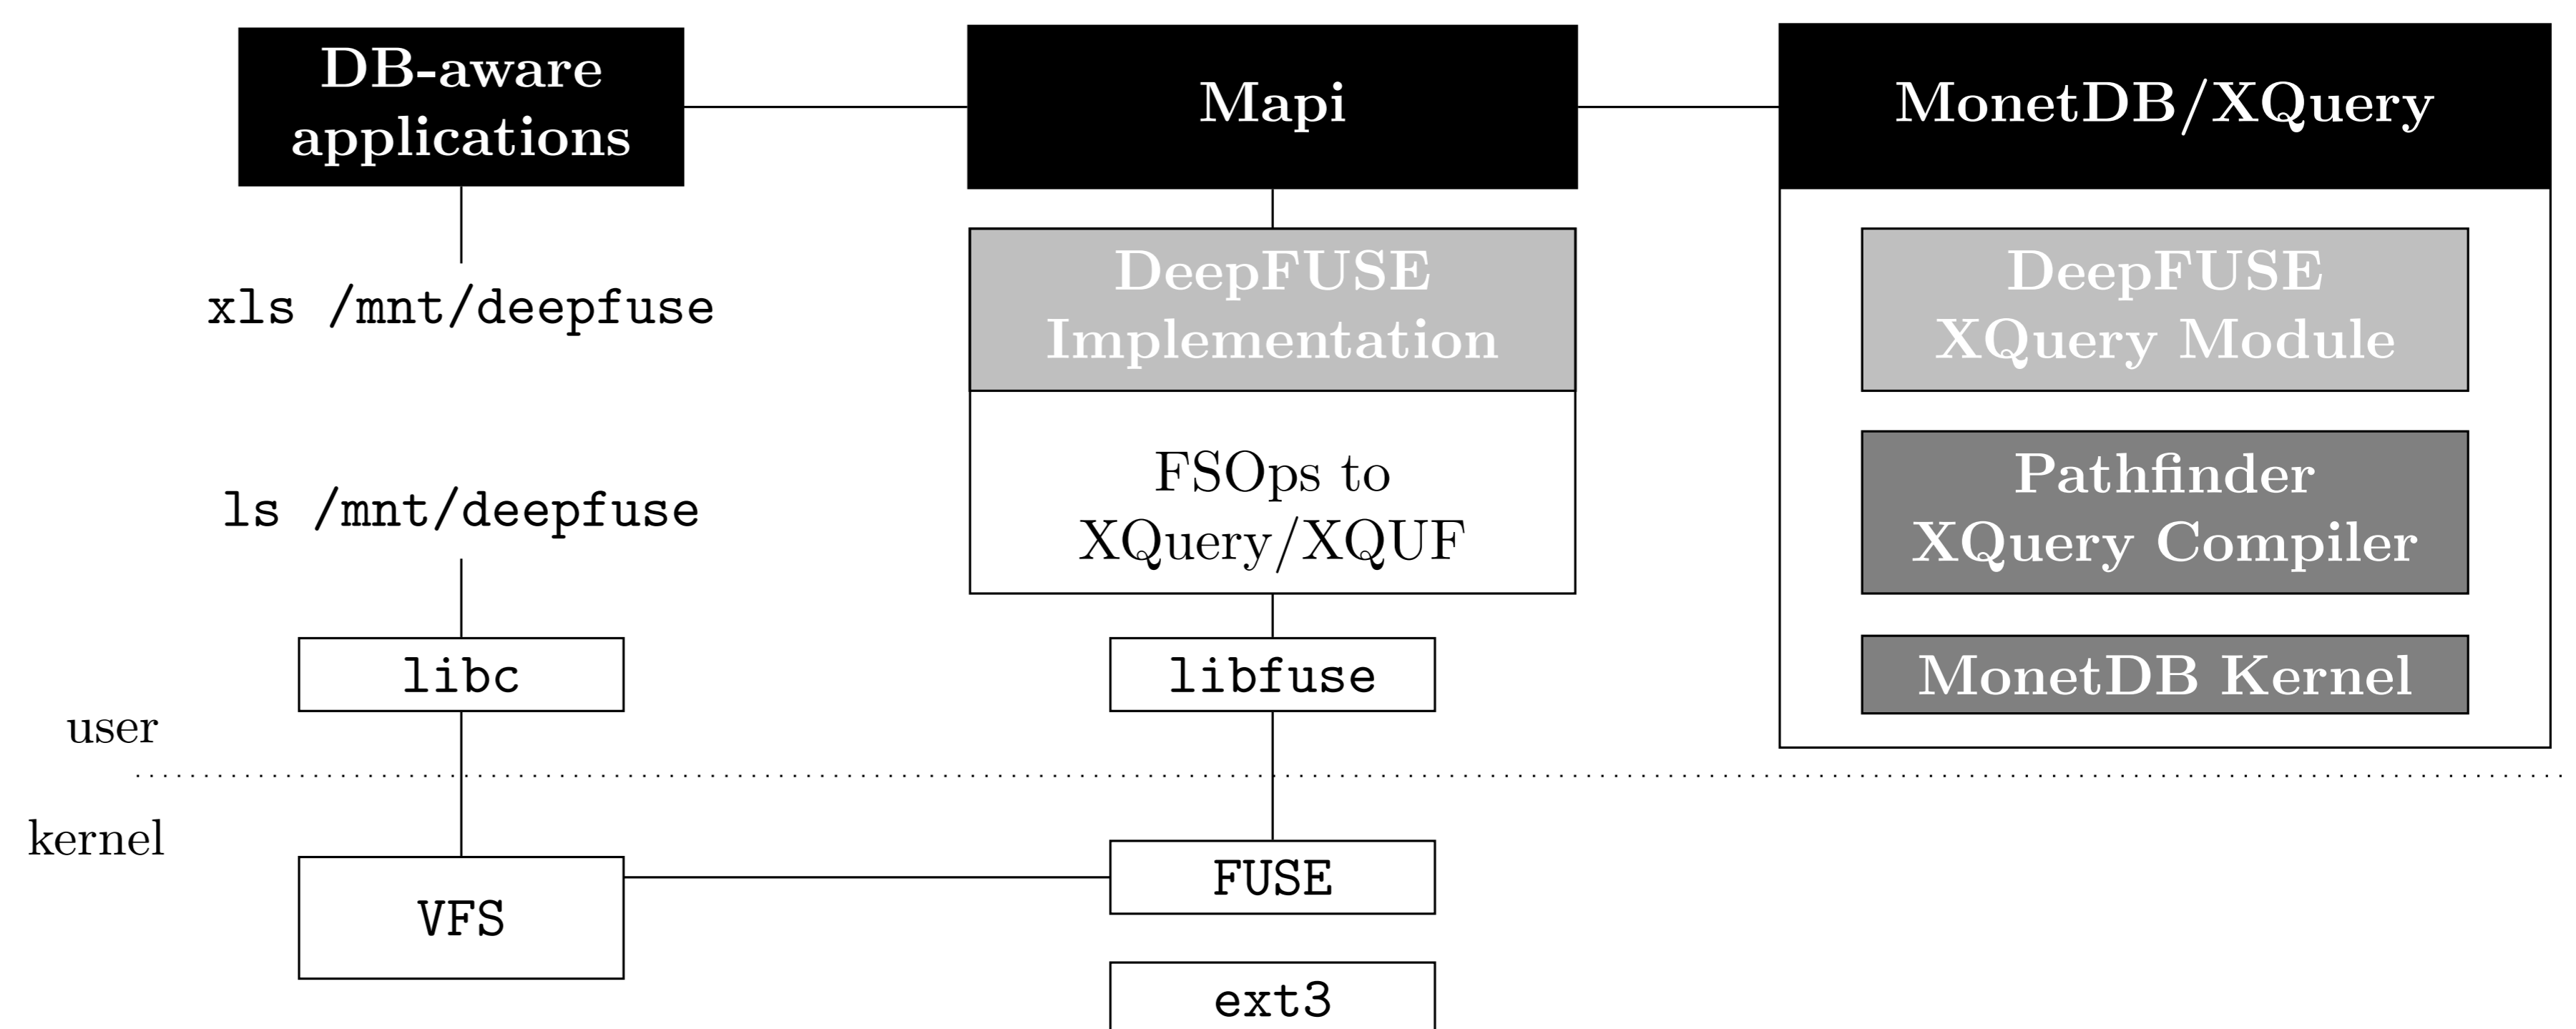 DB-aware
applications
Mapi
MonetDB/XQuery
xls /mnt/deepfuse
DeepFUSE
Implementation
DeepFUSE
XQuery Module
ls /mnt/deepfuse
FSOps to
XQuery/XQUF
Pathfinder
XQuery Compiler
libc
libfuse
MonetDB Kernel
user
kernel
VFS
FUSE
ext3